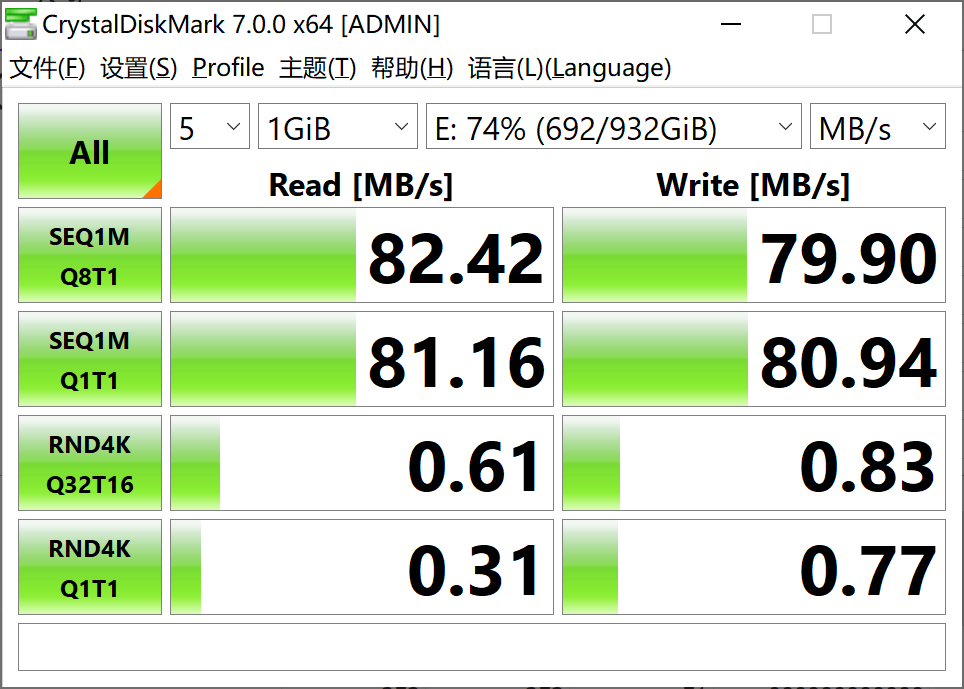 CrystalDiskMark 7.0.0 x64 [ADMIN]
文件(F) 设置(S) Profile 主题(T) 帮助(H) 语言(L)(Language)
All 5 1GiB E: 74% (692/932GiB) MB/s
Read [MB/s] Write [MB/s]
SEQ1M
Q8T1 82.42 79.90
SEQ1M
Q1T1 81.16 80.94
RND4K
Q32T16 0.61 0.83
RND4K
Q1T1 0.31 0.77